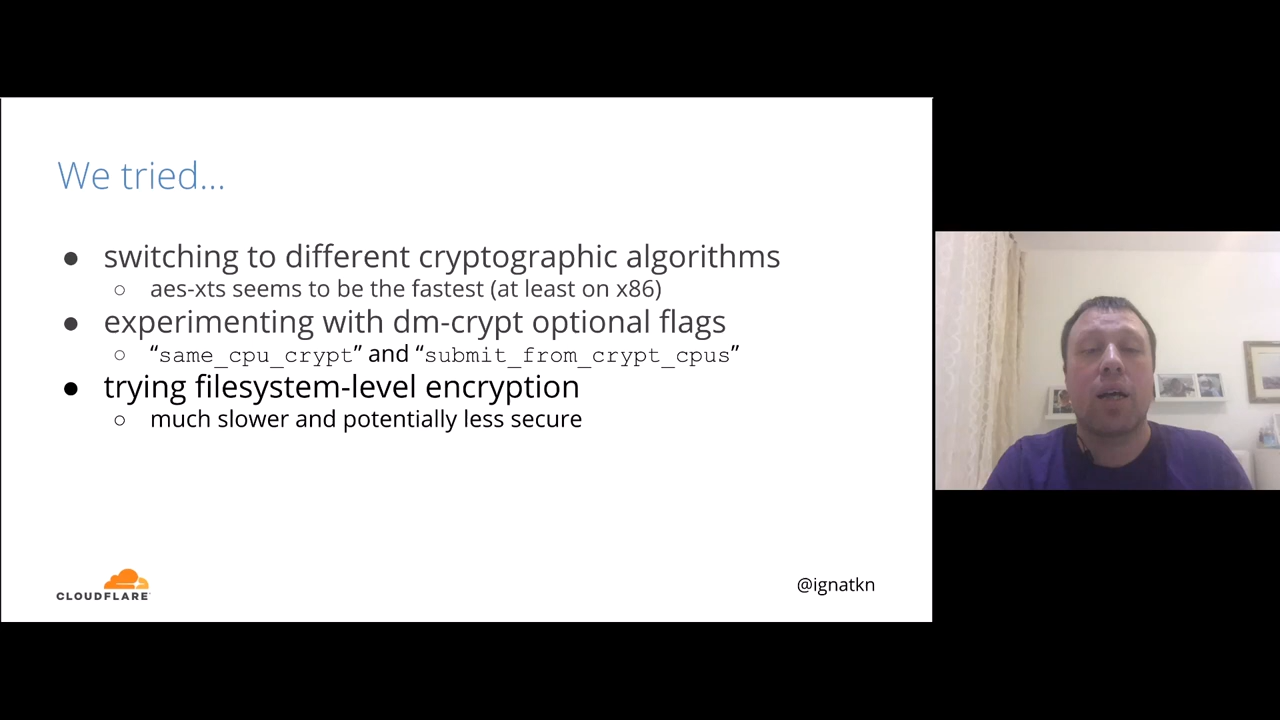 We tried...
● switching to different cryptographic algorithms
○ aes-xts seems to be the fastest (at least on x86)
● experimenting with dm-crypt optional flags
○ “same_cpu_crypt” and “submit_from_crypt_cpus”
● trying filesystem-level encryption
○ much slower and potentially less secure
CLOUDFLARE
@ignatkn